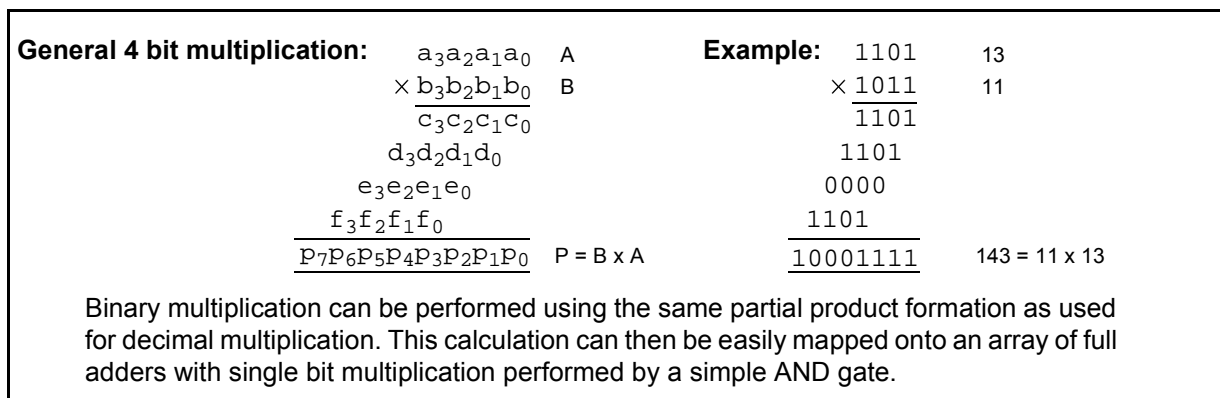 General 4 bit multiplication: a₃a₂a₁a₀ A Example: 1101 13
× b₃b₂b₁b₀ B × 1011 11
c₃c₂c₁c₀ 1101
d₃d₂d₁d₀ 1101
e₃e₂e₁e₀ 0000
f₃f₂f₁f₀ 1101
p₇p₆p₅p₄p₃p₂p₁p₀ P = B x A 10001111 143 = 11 x 13
Binary multiplication can be performed using the same partial product formation as used
for decimal multiplication. This calculation can then be easily mapped onto an array of full
adders with single bit multiplication performed by a simple AND gate.